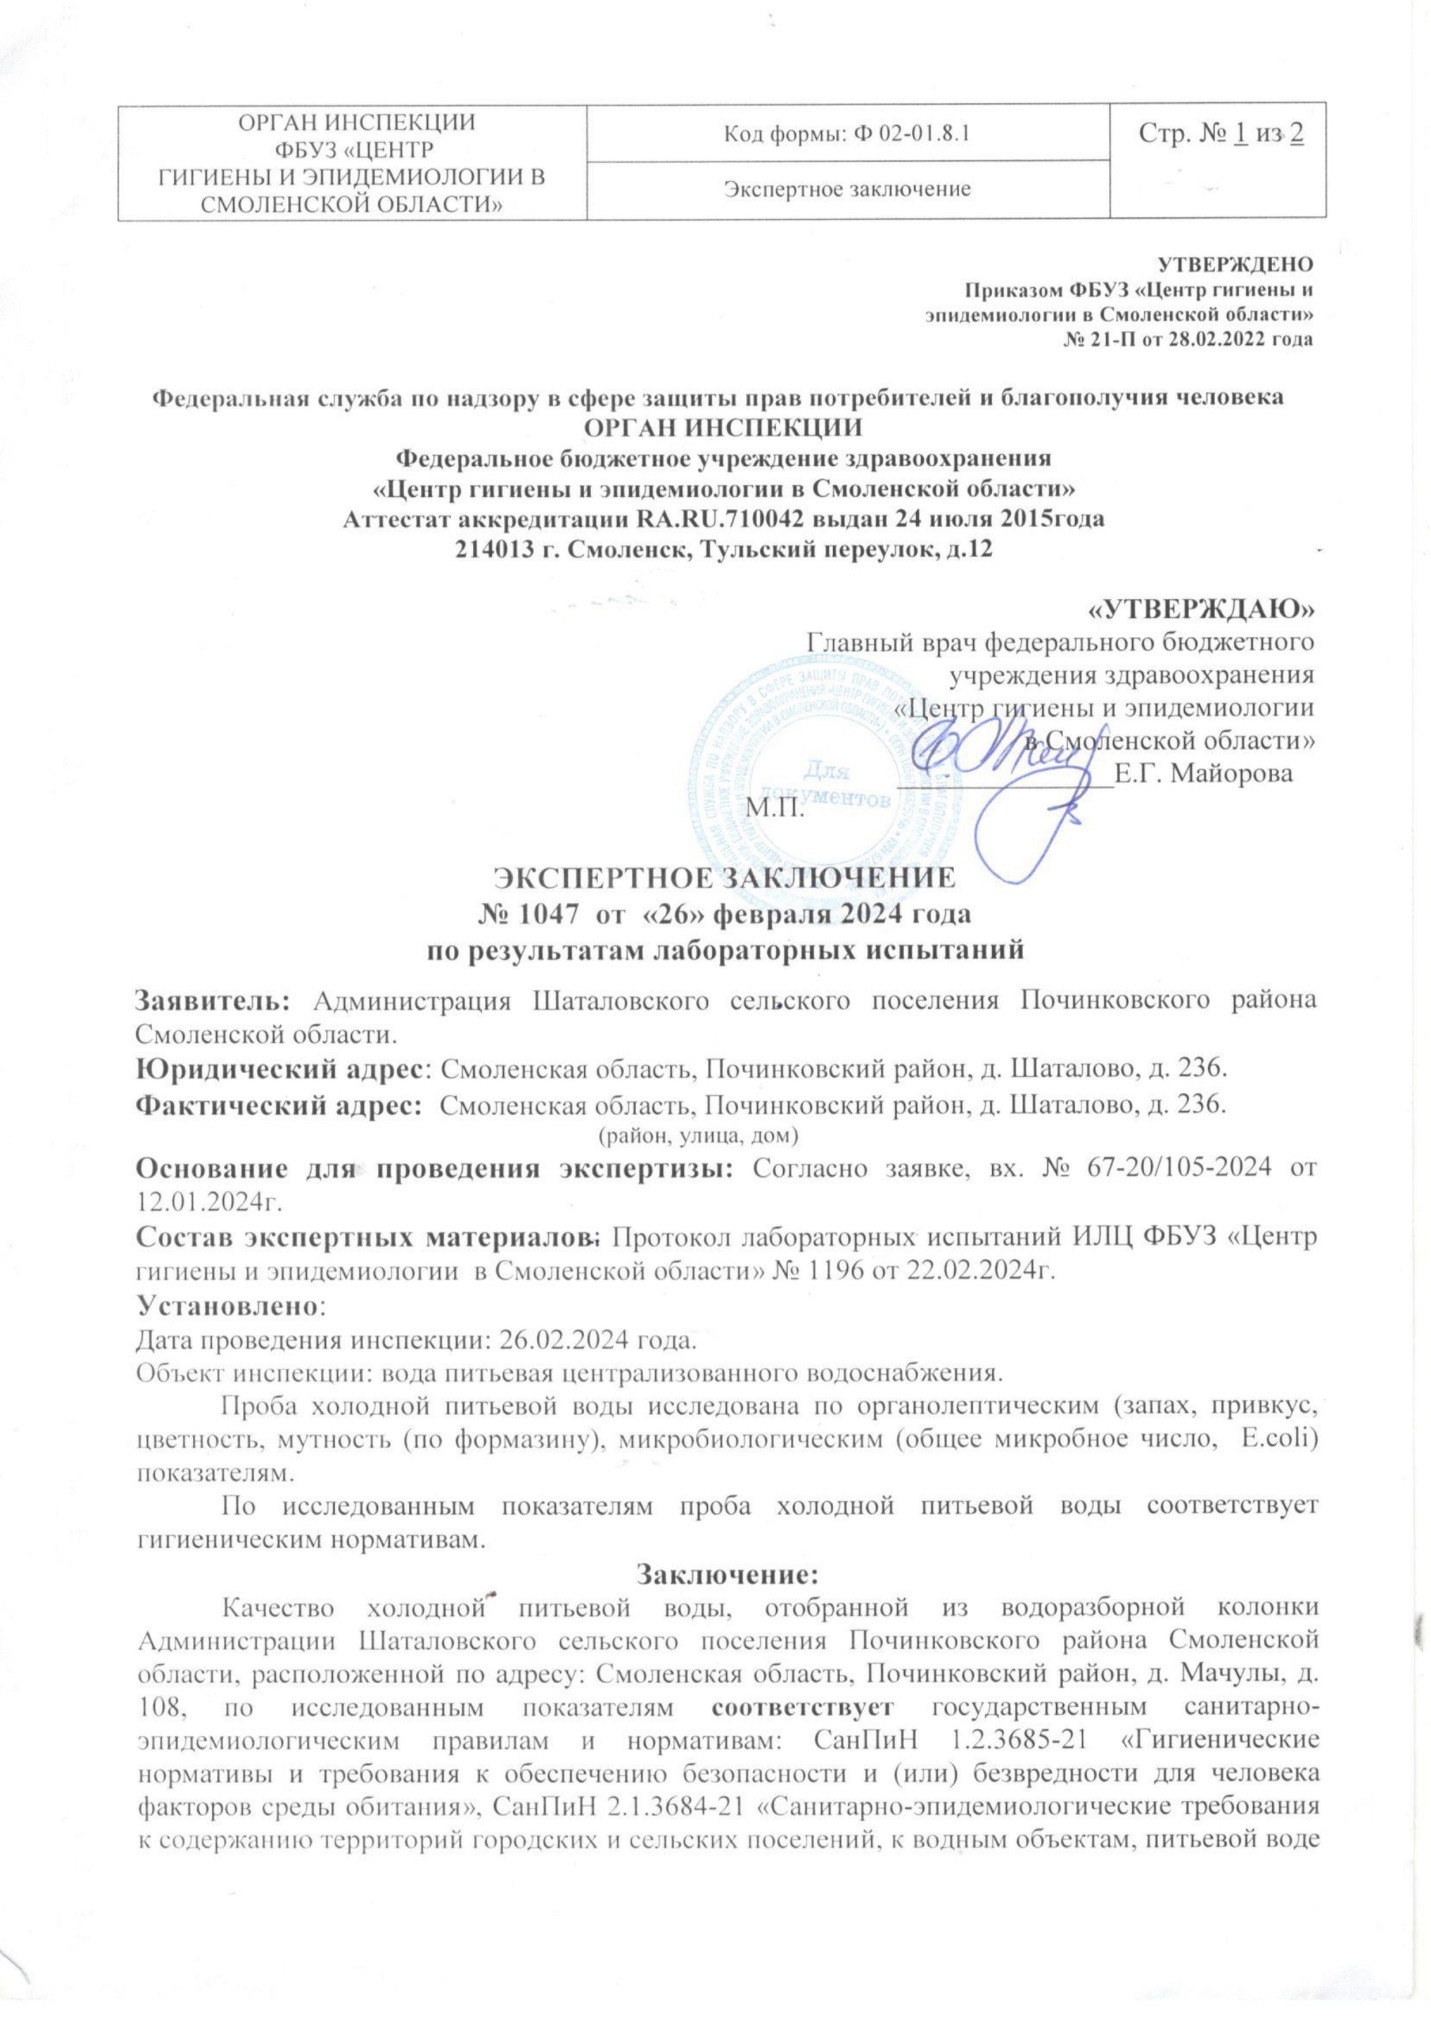 ОРГАН ИНСПЕКЦИИ
ФБУЗ «ЦЕНТР
ГИГИЕНЫ И ЭПИДЕМИОЛОГИИ В
СМОЛЕНСКОЙ ОБЛАСТИ»
Код формы: Ф 02-01.8.1
Экспертное заключение
Стр. № 1 из 2
УТВЕРЖДЕНО
Приказом ФБУЗ «Центр гигиены и
эпидемиологии в Смоленской области»
№ 21-П от 28.02.2022 года
Федеральная служба по надзору в сфере защиты прав потребителей и благополучия человека
ОРГАН ИНСПЕКЦИИ
Федеральное бюджетное учреждение здравоохранения
«Центр гигиены и эпидемиологии в Смоленской области»
Аттестат аккредитации RA.RU.710042 выдан 24 июля 2015года
214013 г. Смоленск, Тульский переулок, д.12
«УТВЕРЖДАЮ»
Главный врач федерального бюджетного
учреждения здравоохранения
«Центр гигиены и эпидемиологии
в Смоленской области»
Е.Г. Майорова
Для
документов
М.П.
ЭКСПЕРТНОЕ ЗАКЛЮЧЕНИЕ
№ 1047 от «26» февраля 2024 года
по результатам лабораторных испытаний
Заявитель: Администрация Шаталовского сельского поселения Починковского района
Смоленской области.
Юридический адрес: Смоленская область, Починковский район, д. Шаталово, д. 236.
Фактический адрес: Смоленская область, Починковский район, д. Шаталово, д. 236.
(район, улица, дом)
Основание для проведения экспертизы: Согласно заявке, вх. № 67-20/105-2024 от
12.01.2024г.
Состав экспертных материалов: Протокол лабораторных испытаний ИЛЦ ФБУЗ «Центр
гигиены и эпидемиологии в Смоленской области» № 1196 от 22.02.2024г.
Установлено:
Дата проведения инспекции: 26.02.2024 года.
Объект инспекции: вода питьевая централизованного водоснабжения.
Проба холодной питьевой воды исследована по органолептическим (запах, привкус,
цветность, мутность (по формазину), микробиологическим (общее микробное число, E.coli)
показателям.
По исследованным показателям проба холодной питьевой воды соответствует
гигиеническим нормативам.
Заключение:
Качество холодной питьевой воды, отобранной из водоразборной колонки
Администрации Шаталовского сельского поселения Починковского района Смоленской
области, расположенной по адресу: Смоленская область, Починковский район, д. Мачулы, д.
108, по исследованным показателям соответствует государственным санитарно-
эпидемиологическим правилам и нормативам: СанПиН 1.2.3685-21 «Гигиенические
нормативы и требования к обеспечению безопасности и (или) безвредности для человека
факторов среды обитания», СанПиН 2.1.3684-21 «Санитарно-эпидемиологические требования
к содержанию территорий городских и сельских поселений, к водным объектам, питьевой воде